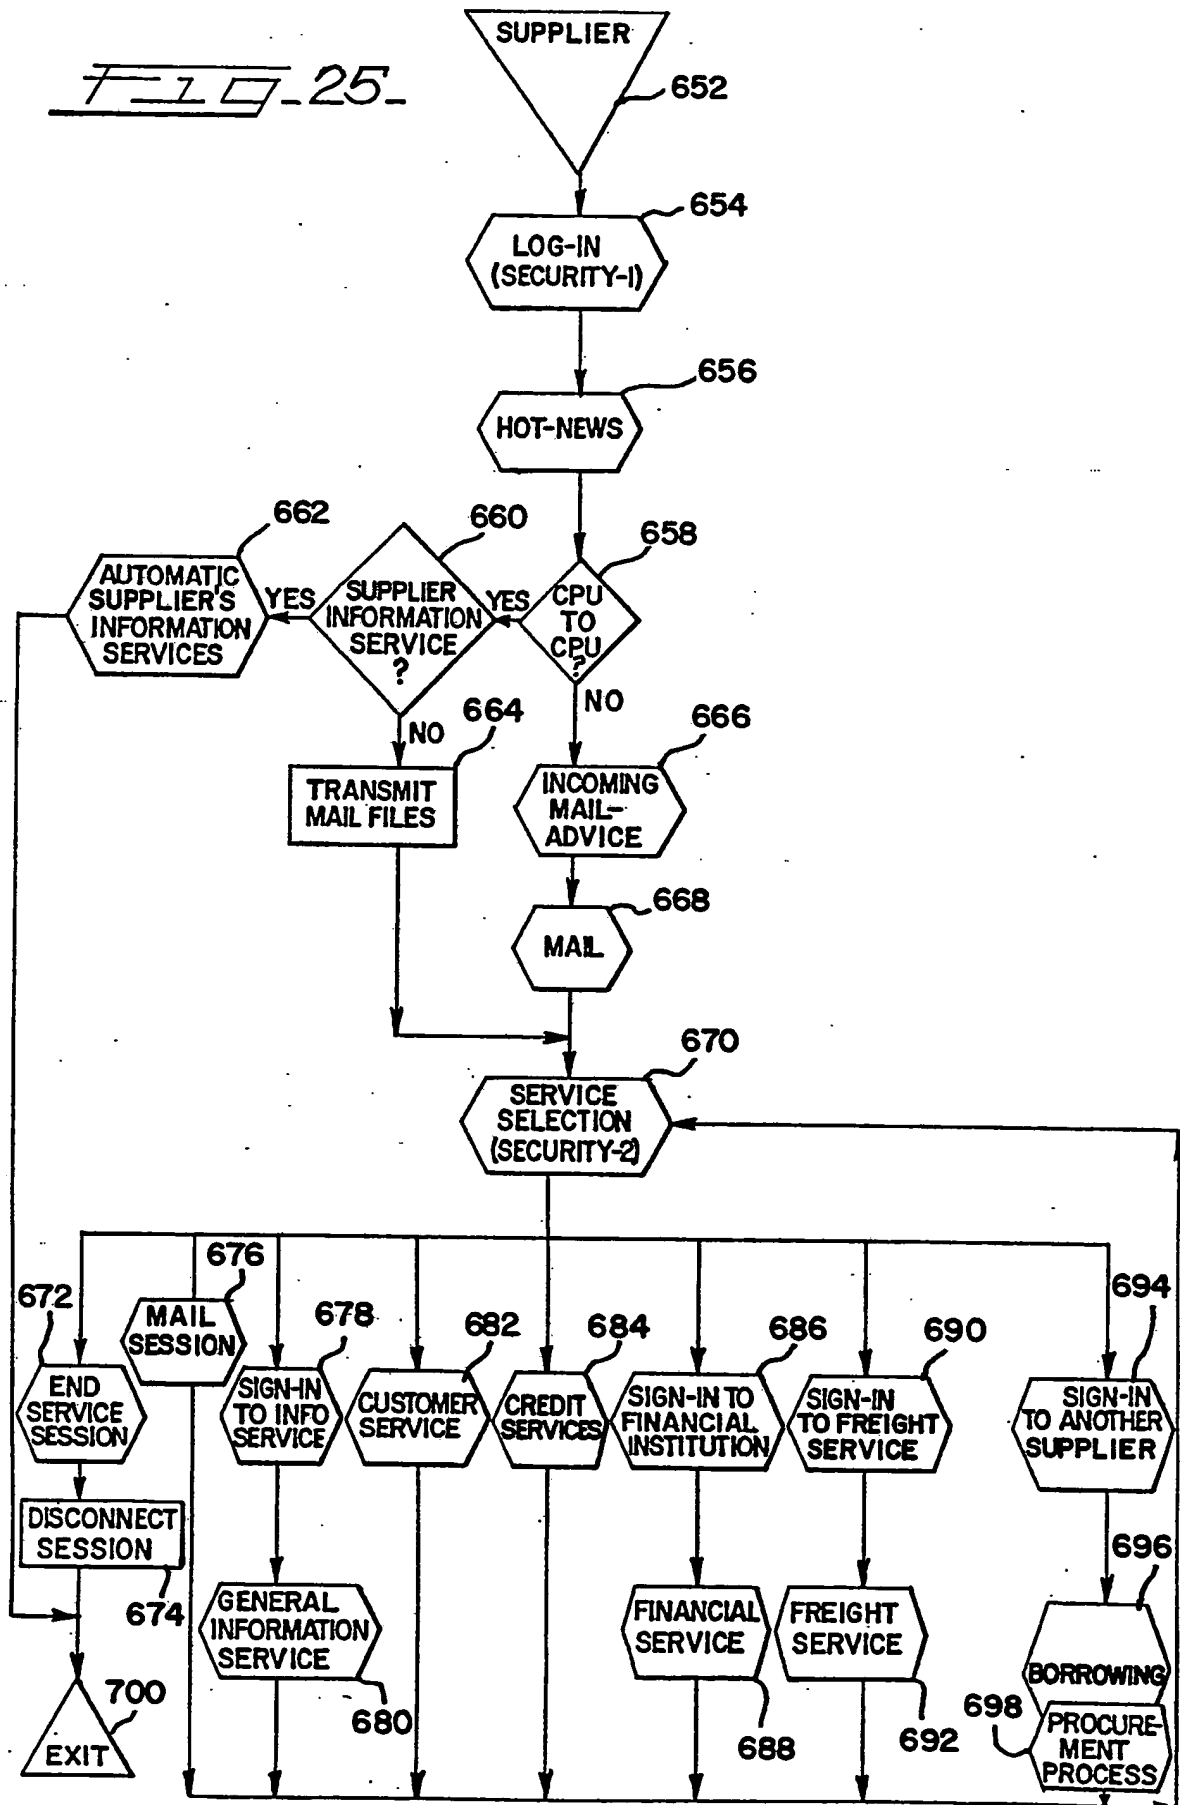 Fig_25_
SUPPLIER
652
654
LOG-IN
(SECURITY-1)
656
HOT-NEWS
662
660
658
AUTOMATIC
SUPPLIER'S
INFORMATION
SERVICES
YES
SUPPLIER
INFORMATION
SERVICE
?
YES
CPU
TO
CPU
?
NO
NO
664
666
TRANSMIT
MAIL FILES
INCOMING
MAIL-
ADVICE
668
MAIL
670
SERVICE
SELECTION
(SECURITY-2)
672
676
678
682
684
686
690
694
MAIL
SESSION
END
SERVICE
SESSION
SIGN-IN
TO INFO
SERVICE
CUSTOMER
SERVICE
CREDIT
SERVICES
SIGN-IN TO
FINANCIAL
INSTITUTION
SIGN-IN
TO FREIGHT
SERVICE
SIGN-IN
TO ANOTHER
SUPPLIER
DISCONNECT
SESSION
674
696
GENERAL
INFORMATION
SERVICE
FINANCIAL
SERVICE
FREIGHT
SERVICE
BORROWING
700
680
688
692
698
EXIT
PROCURE-
MENT
PROCESS